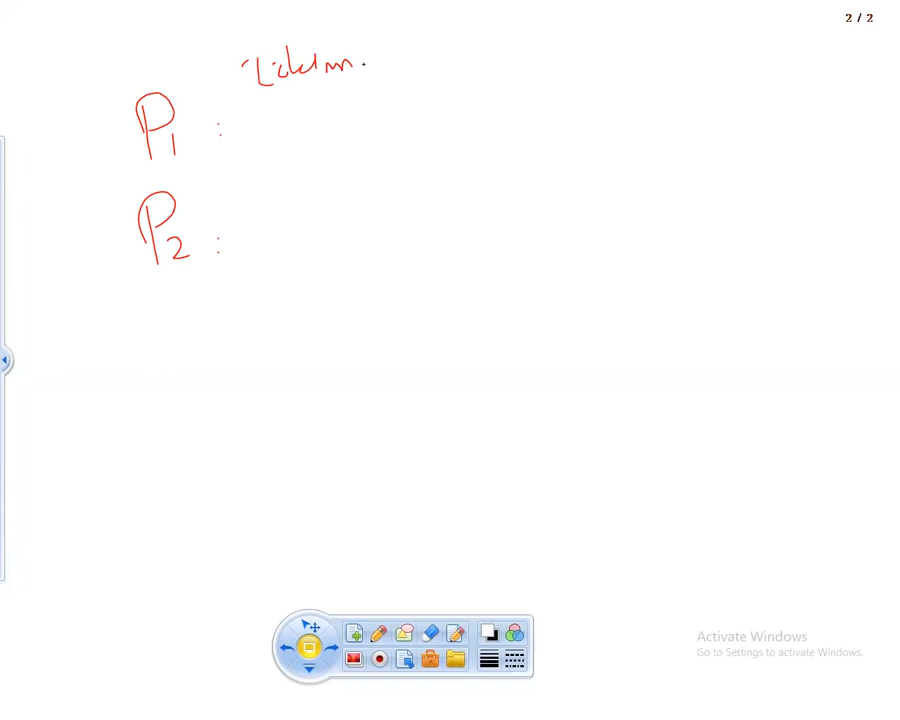 2 / 2
P1 :
P2 :
Activate Windows
Go to Settings to activate Windows.